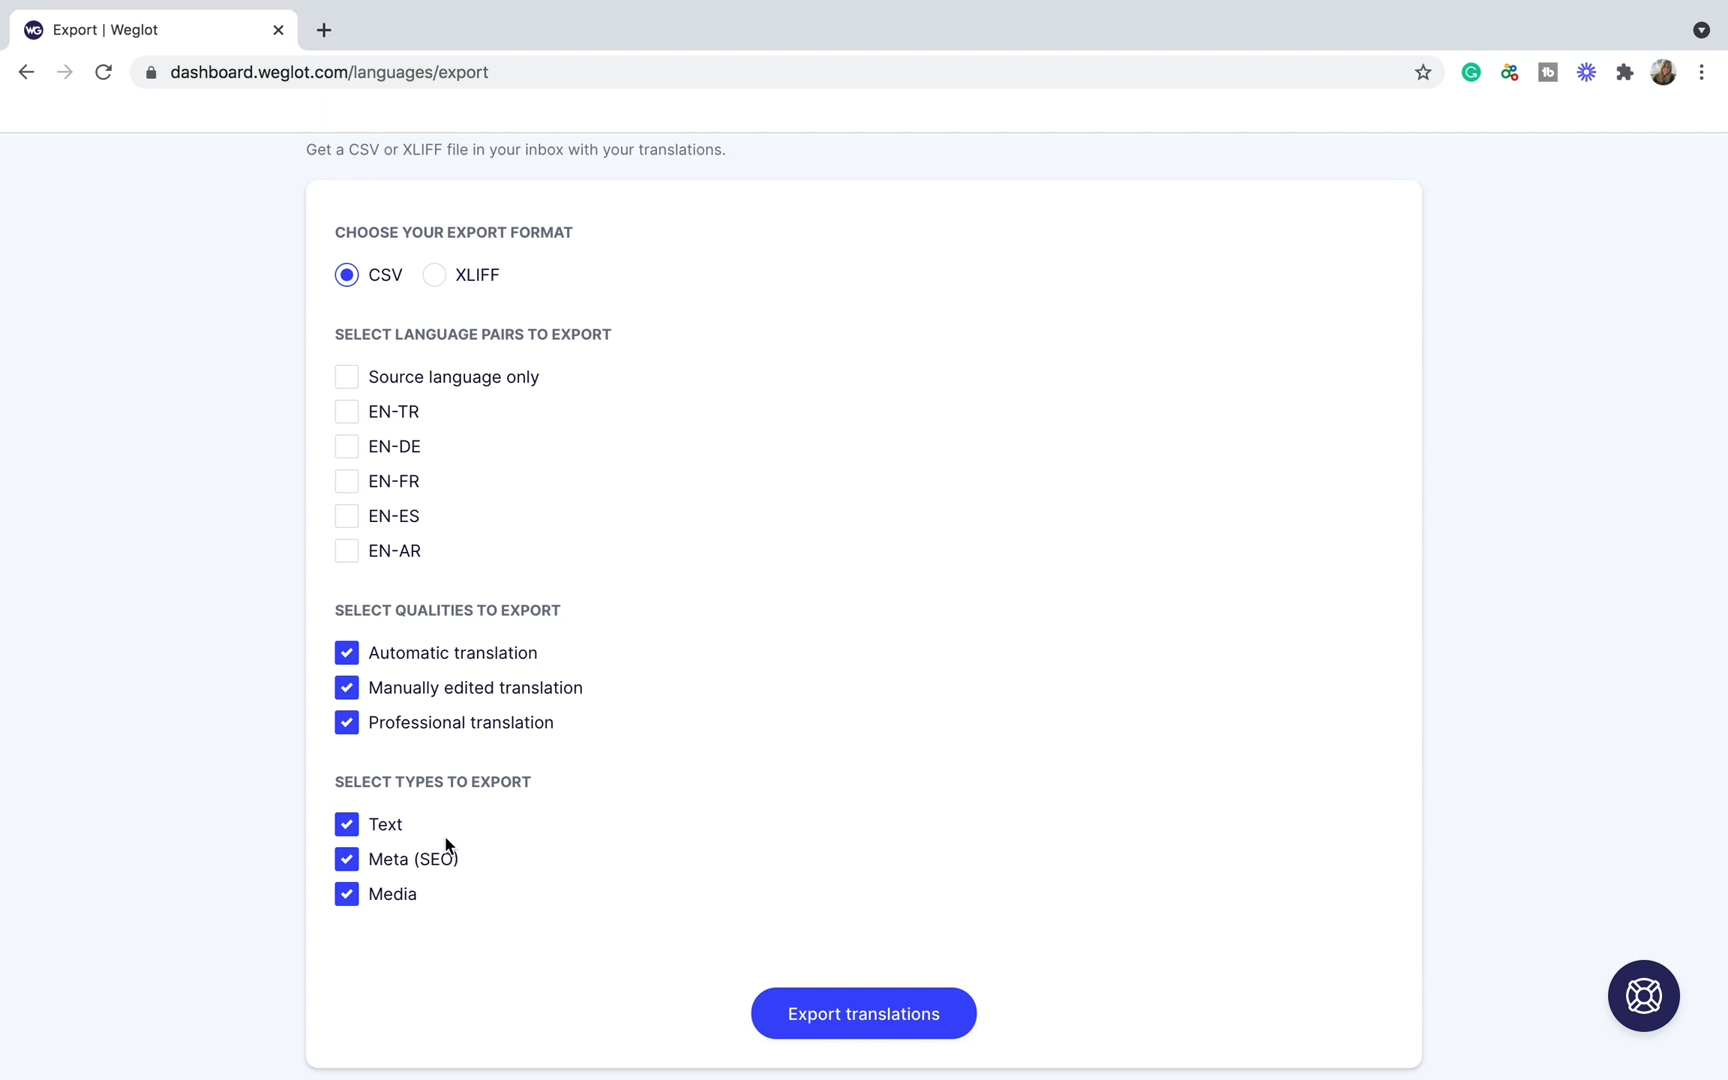 WG Export | Weglot
dashboard.weglot.com/languages/export
tb
Get a CSV or XLIFF file in your inbox with your translations.
CHOOSE YOUR EXPORT FORMAT
CSV XLIFF
SELECT LANGUAGE PAIRS TO EXPORT
Source language only
EN-TR
EN-DE
EN-FR
EN-ES
EN-AR
SELECT QUALITIES TO EXPORT
Automatic translation
Manually edited translation
Professional translation
SELECT TYPES TO EXPORT
Text
Meta (SEO)
Media
Export translations